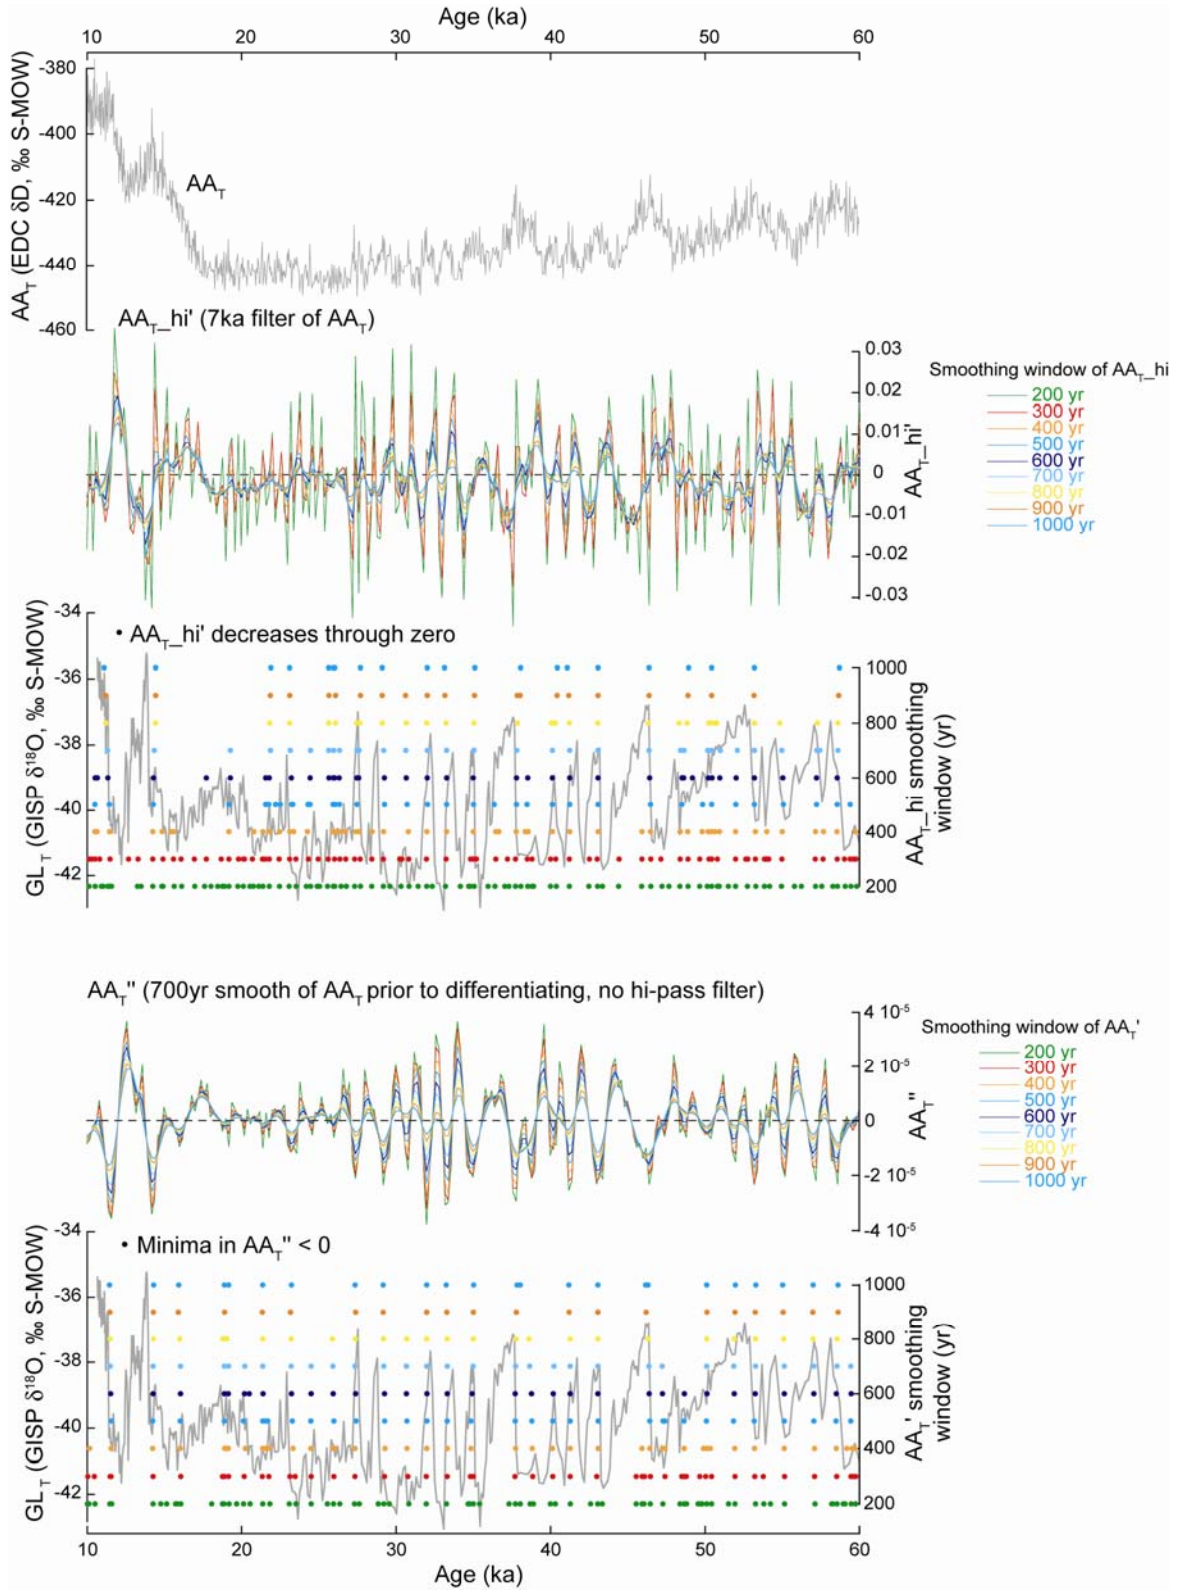 Age (ka)
10 20 30 40 50 60
AA_T (EDC δD, ‰ S-MOW)
-380
-400
-420
-440
-460
AA_T
AA_T_hi' (7ka filter of AA_T)
0.03
0.02
0.01
0
-0.01
-0.02
-0.03
AA_T_hi'
Smoothing window of AA_T_hi
200 yr
300 yr
400 yr
500 yr
600 yr
700 yr
800 yr
900 yr
1000 yr
GL_T (GISP δ¹⁸O, ‰ S-MOW)
-34
-36
-38
-40
-42
• AA_T_hi' decreases through zero
1000
800
600
400
200
AA_T_hi smoothing
window (yr)
AA_T'' (700yr smooth of AA_T prior to differentiating, no hi-pass filter)
4 10⁻⁵
2 10⁻⁵
0
-2 10⁻⁵
-4 10⁻⁵
AA_T''
Smoothing window of AA_T'
200 yr
300 yr
400 yr
500 yr
600 yr
700 yr
800 yr
900 yr
1000 yr
GL_T (GISP δ¹⁸O, ‰ S-MOW)
-34
-36
-38
-40
-42
• Minima in AA_T'' < 0
1000
800
600
400
200
AA_T' smoothing
window (yr)
10 20 30 40 50 60
Age (ka)